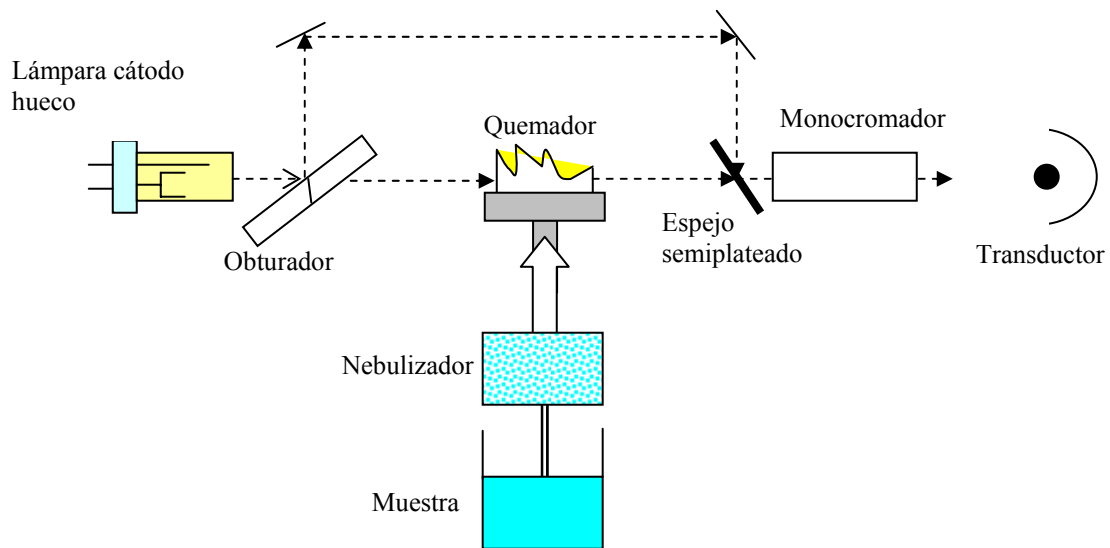 Lámpara cátodo
hueco
Quemador
Monocromador
Obturador
Espejo
semiplateado
Transductor
Nebulizador
Muestra